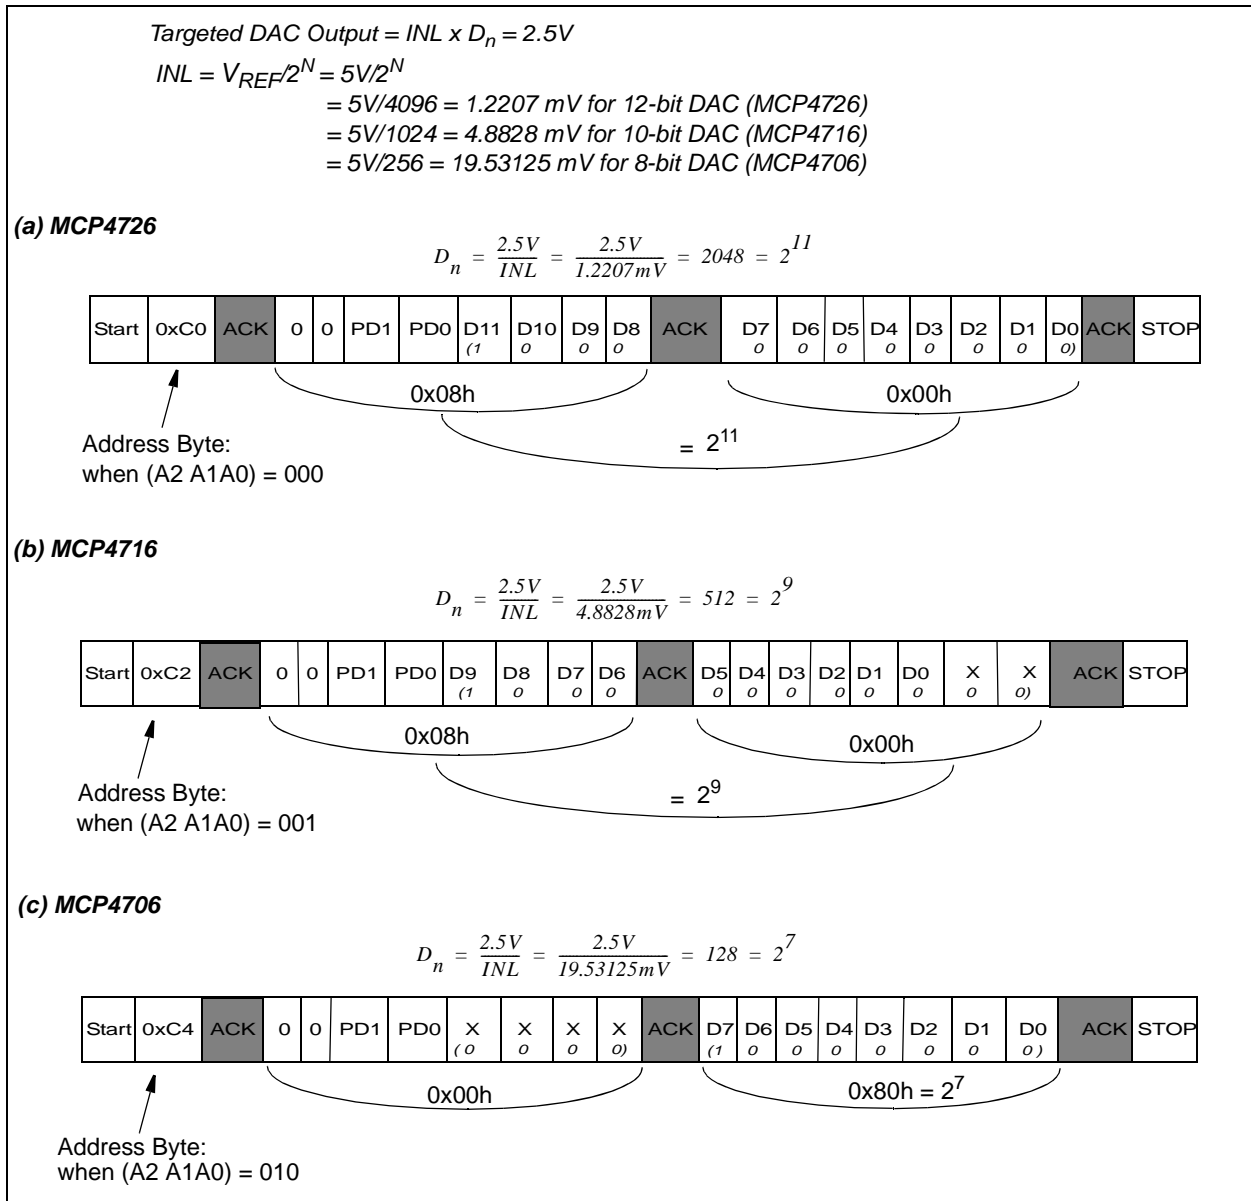 Targeted DAC Output = INL x Dn = 2.5V
INL = VREF/2^N = 5V/2^N
= 5V/4096 = 1.2207 mV for 12-bit DAC (MCP4726)
= 5V/1024 = 4.8828 mV for 10-bit DAC (MCP4716)
= 5V/256 = 19.53125 mV for 8-bit DAC (MCP4706)
(a) MCP4726
Dn = 2.5V/INL = 2.5V/1.2207mV = 2048 = 2^11
Start 0xC0 ACK 0 0 PD1 PD0 D11 D10 D9 D8 ACK D7 D6 D5 D4 D3 D2 D1 D0 ACK STOP
(1 0 0 0 0 0 0 0 0 0 0 0)
0x08h 0x00h
= 2^11
Address Byte:
when (A2 A1A0) = 000
(b) MCP4716
Dn = 2.5V/INL = 2.5V/4.8828mV = 512 = 2^9
Start 0xC2 ACK 0 0 PD1 PD0 D9 D8 D7 D6 ACK D5 D4 D3 D2 D1 D0 X X ACK STOP
(1 0 0 0 0 0 0 0 0 0 0 0)
0x08h 0x00h
= 2^9
Address Byte:
when (A2 A1A0) = 001
(c) MCP4706
Dn = 2.5V/INL = 2.5V/19.53125mV = 128 = 2^7
Start 0xC4 ACK 0 0 PD1 PD0 X X X X ACK D7 D6 D5 D4 D3 D2 D1 D0 ACK STOP
(0 0 0 0) (1 0 0 0 0 0 0 0)
0x00h 0x80h = 2^7
Address Byte:
when (A2 A1A0) = 010